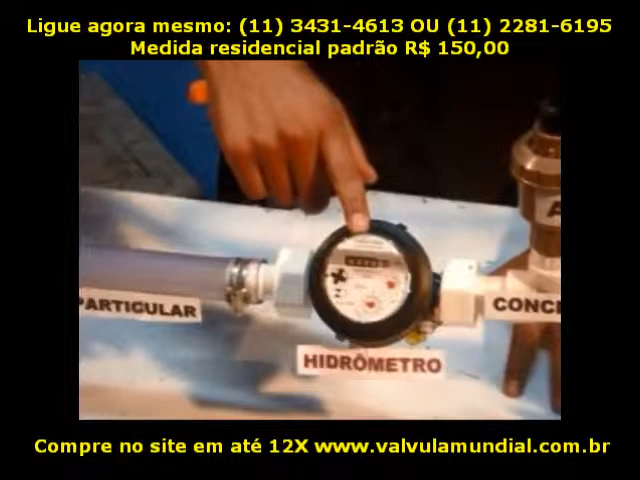 Ligue agora mesmo: (11) 3431-4613 OU (11) 2281-6195
Medida residencial padrão R$ 150,00
PARTICULAR
HIDRÔMETRO
Compre no site em até 12X www.valvulamundial.com.br